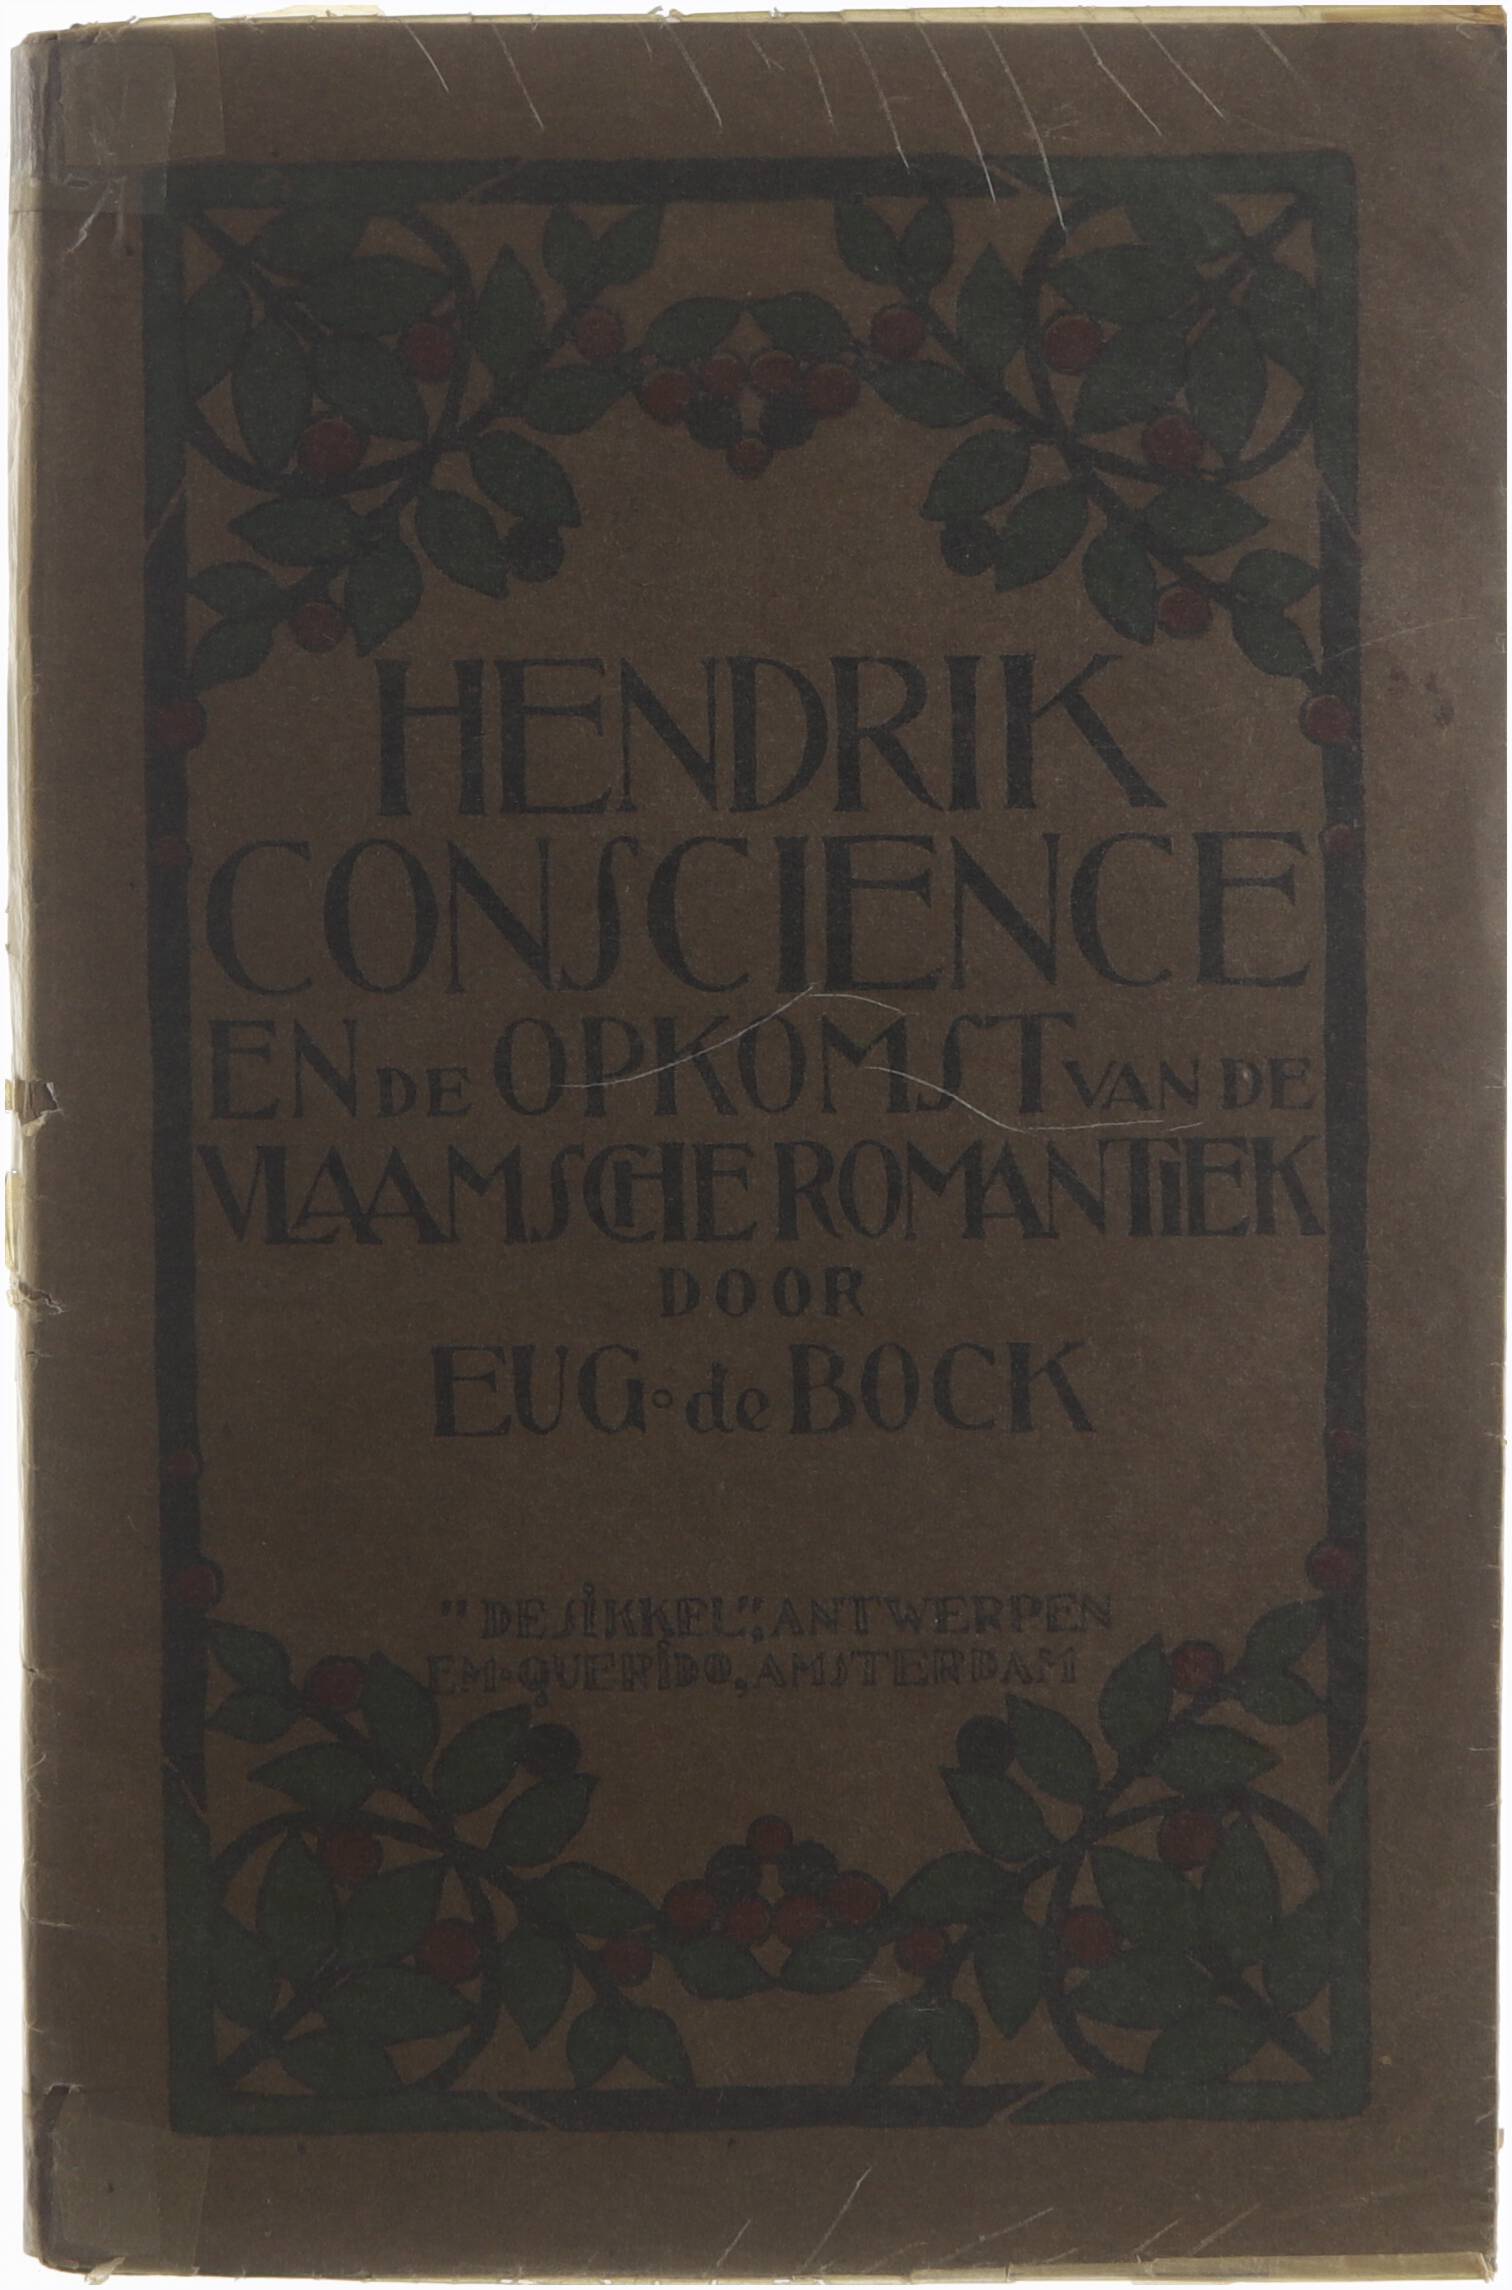 HENDRIK
CONSCIENCE
EN DE OPKOMST VAN DE
VLAAMSCHE ROMANTIEK
DOOR
EUG. de BOCK
"DE SIKKEL", ANTWERPEN
EM. QUERIDO, AMSTERDAM